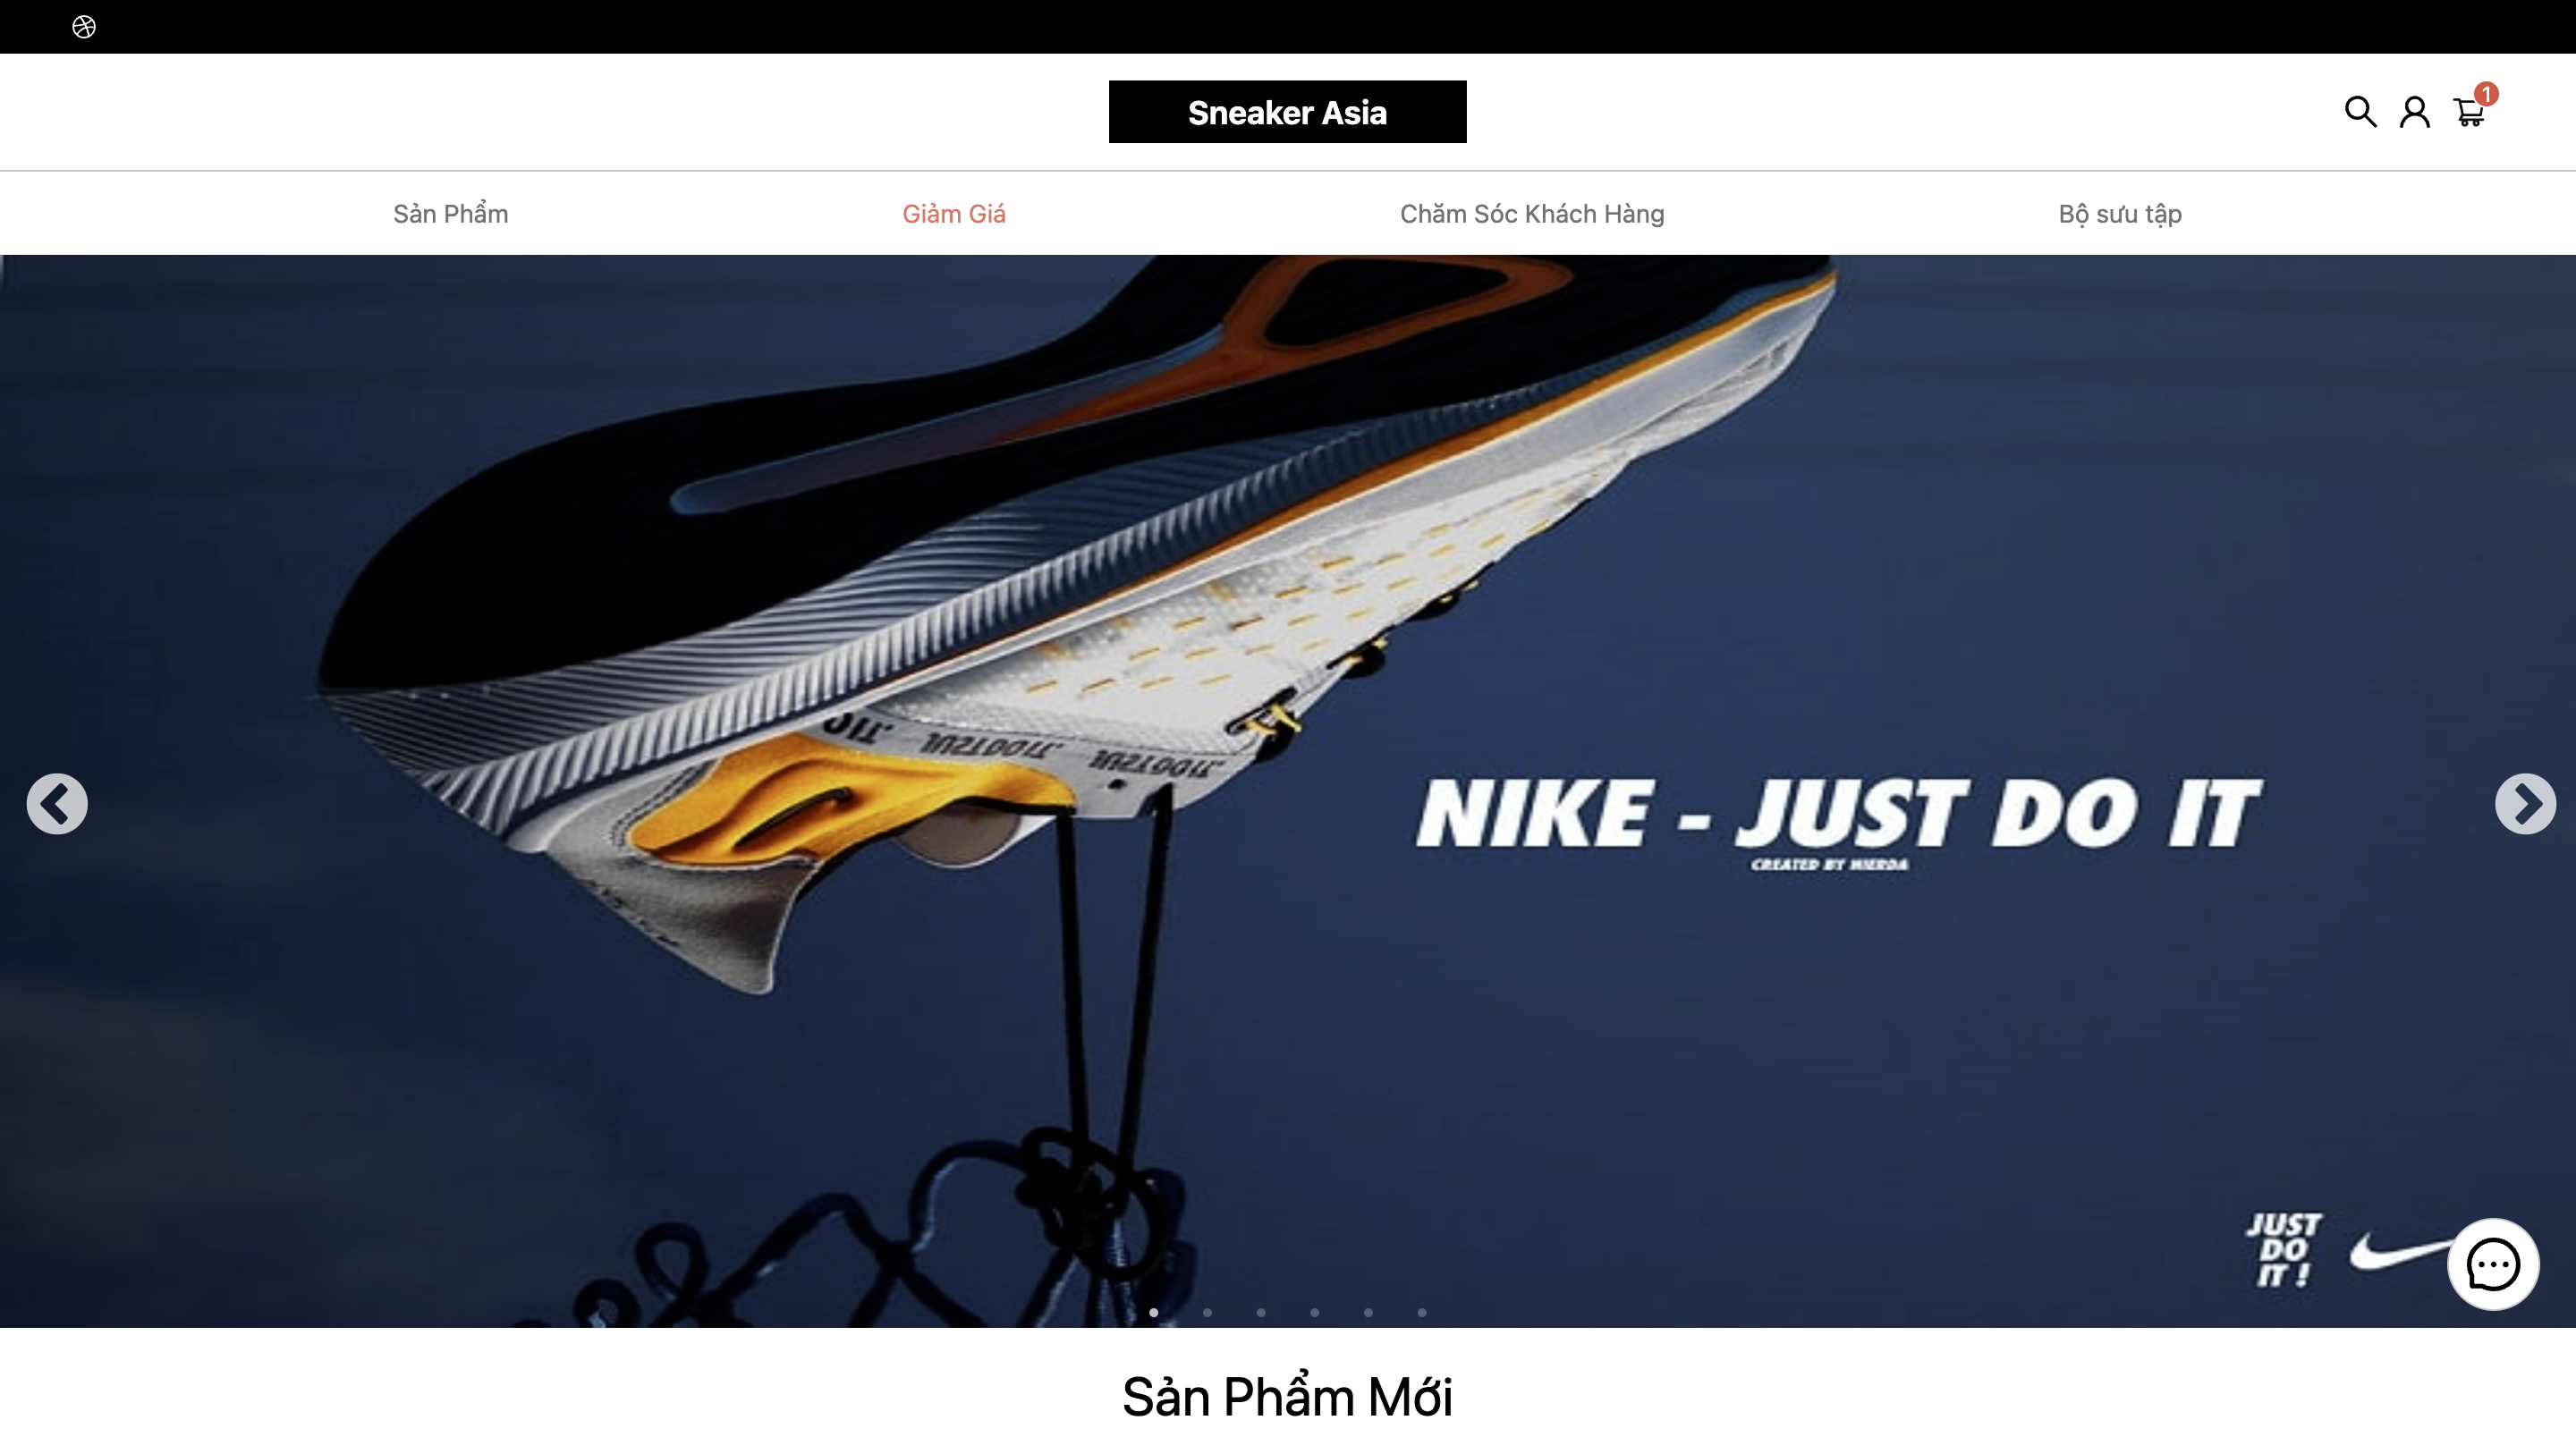 Sneaker Asia
1
Sản Phẩm
Giảm Giá
Chăm Sóc Khách Hàng
Bộ sưu tập
NIKE - JUST DO IT
CREATED BY HIERDA
JUST
DO
IT !
Sản Phẩm Mới